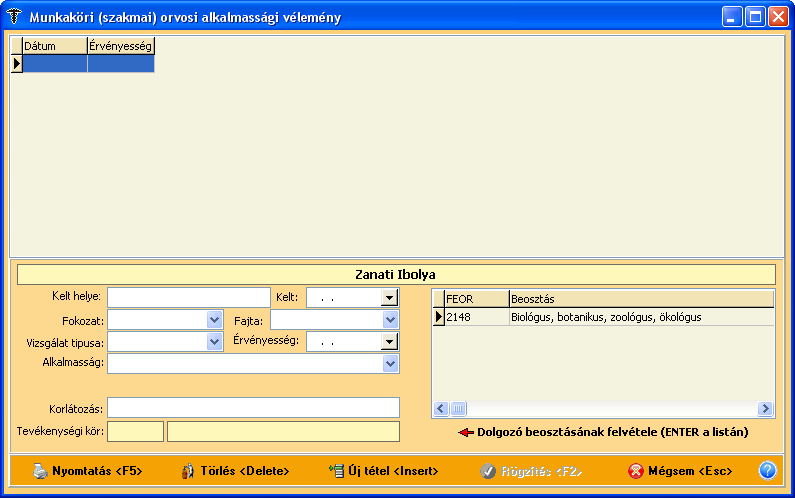 Munkaköri (szakmai) orvosi alkalmassági vélemény
Dátum Érvényesség
Zanati Ibolya
Kelt helye: Kelt: . .
Fokozat: Fajta:
Vizsgálat tipusa: Érvényesség: . .
Alkalmasság:
Korlátozás:
Tevékenységi kör:
FEOR Beosztás
2148 Biológus, botanikus, zoológus, ökológus
Dolgozó beosztásának felvétele (ENTER a listán)
Nyomtatás <F5> Törlés <Delete> Új tétel <Insert> Rögzítés <F2> Mégsem <Esc> ?